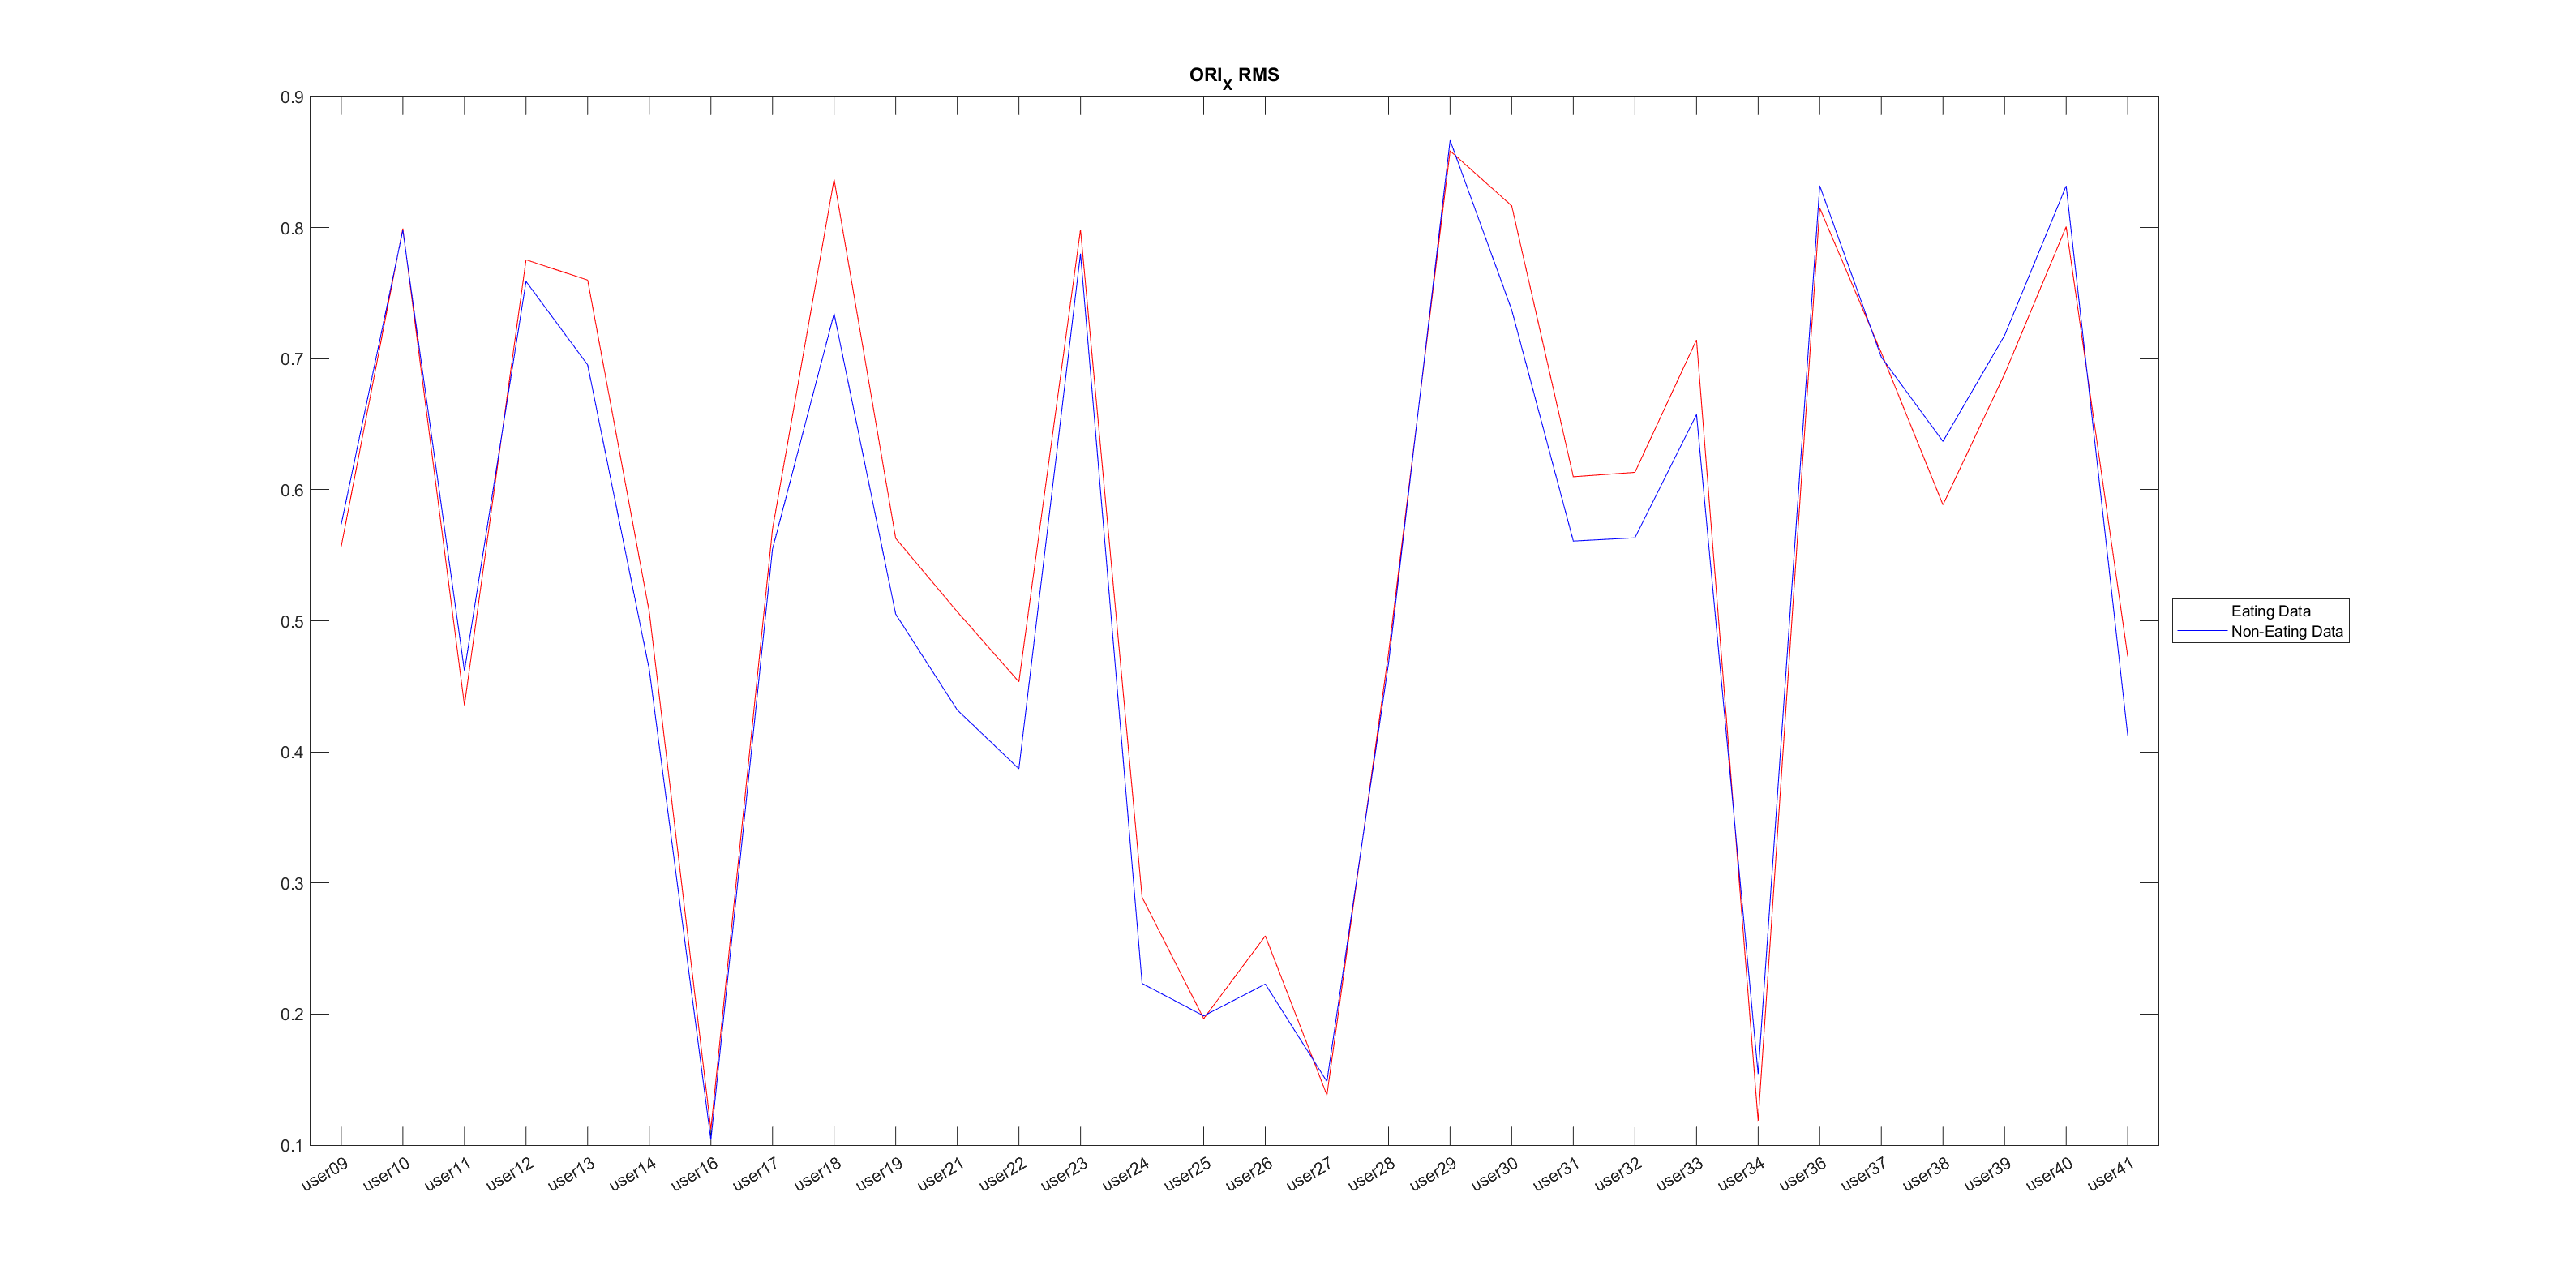 ORIX RMS
0.9
0.8
0.7
0.6
0.5
0.4
0.3
0.2
0.1
user09 user10 user11 user12 user13 user14 user16 user17 user18 user19 user21 user22 user23 user24 user25 user26 user27 user28 user29 user30 user31 user32 user33 user34 user36 user37 user38 user39 user40 user41
Eating Data
Non-Eating Data